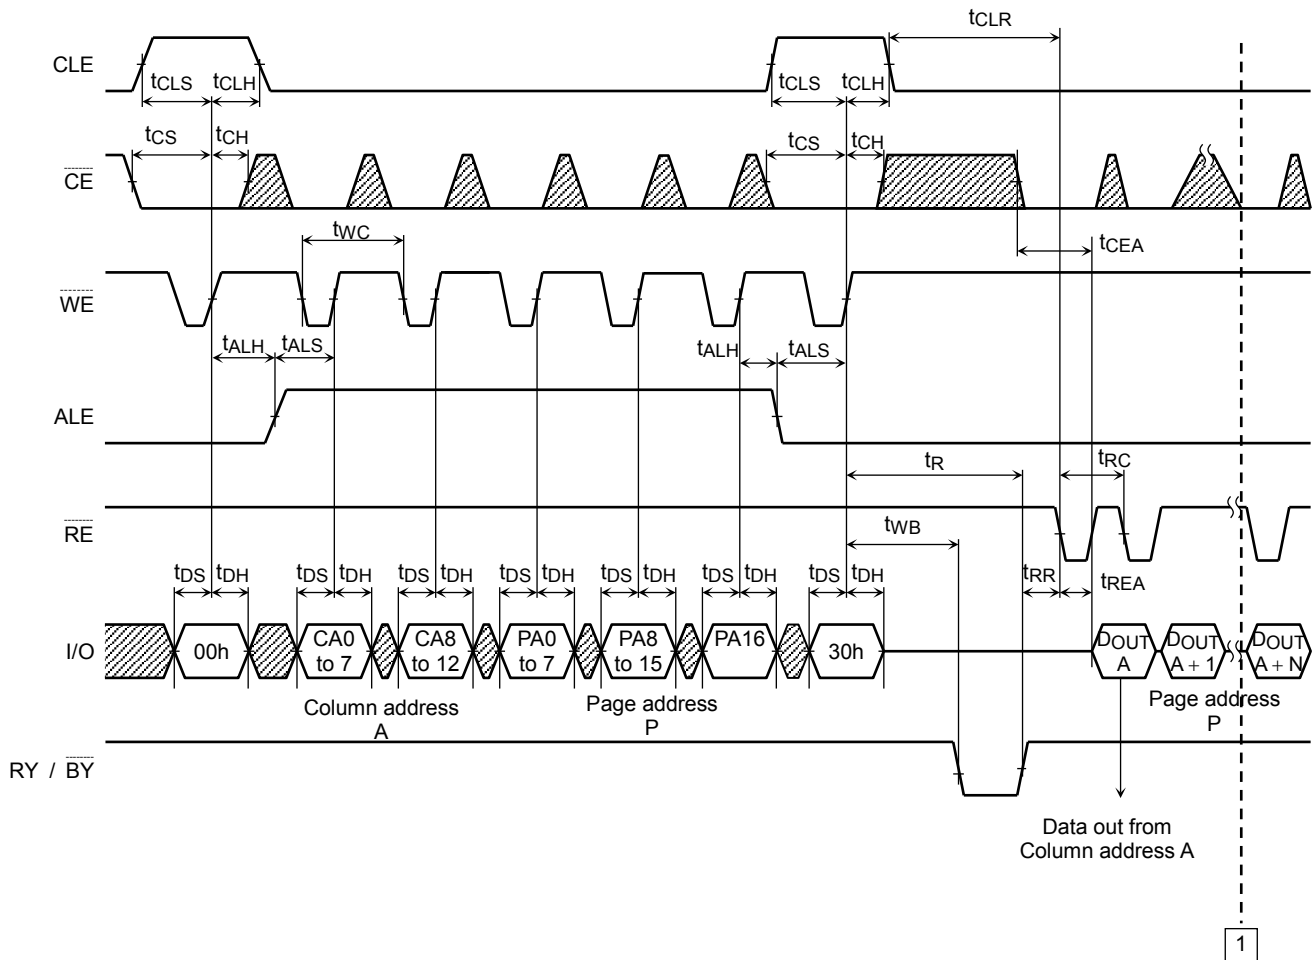 tCLR
CLE
tCLS
tCLH
tCLS
tCLH
tCS
tCH
tCS
tCH
CE
tWC
tCEA
WE
tALH
tALS
tALH
tALS
ALE
tR
tRC
RE
tWB
tDS
tDH
tDS
tDH
tDS
tDH
tDS
tDH
tDS
tDH
tDS
tDH
tDS
tDH
tRR
tREA
I/O
00h
CA0
to 7
CA8
to 12
PA0
to 7
PA8
to 15
PA16
30h
DOUT
A
DOUT
A + 1
DOUT
A + N
Column address
A
Page address
P
Page address
P
RY / BY
Data out from
Column address A
1